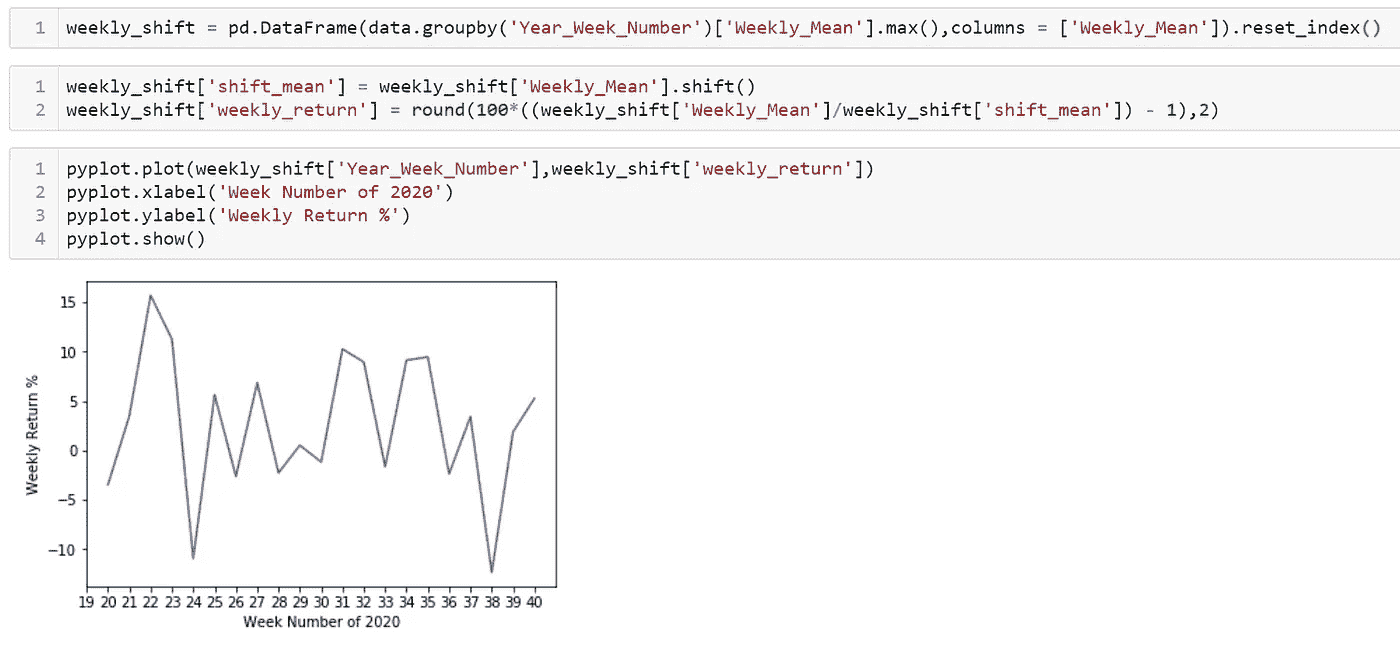 1 weekly_shift = pd.DataFrame(data.groupby('Year_Week_Number')['Weekly_Mean'].max(),columns = ['Weekly_Mean']).reset_index()
1 weekly_shift['shift_mean'] = weekly_shift['Weekly_Mean'].shift()
2 weekly_shift['weekly_return'] = round(100*((weekly_shift['Weekly_Mean']/weekly_shift['shift_mean']) - 1),2)
1 pyplot.plot(weekly_shift['Year_Week_Number'],weekly_shift['weekly_return'])
2 pyplot.xlabel('Week Number of 2020')
3 pyplot.ylabel('Weekly Return %')
4 pyplot.show()
15
10
5
0
−5
−10
Weekly Return %
19 20 21 22 23 24 25 26 27 28 29 30 31 32 33 34 35 36 37 38 39 40
Week Number of 2020